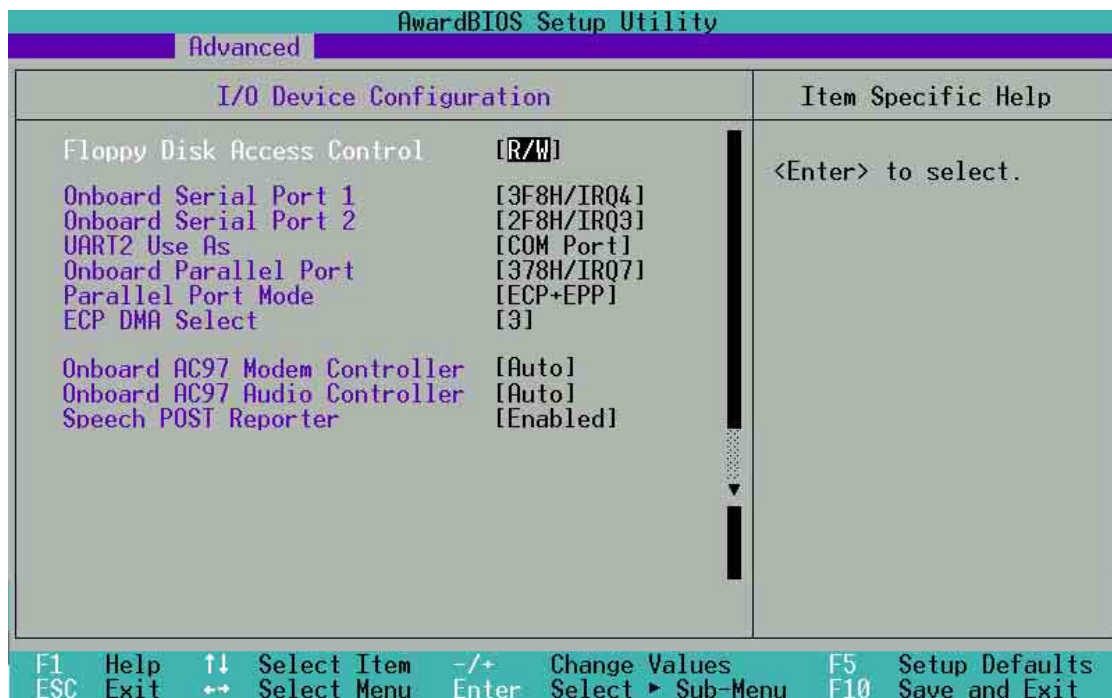 AwardBIOS Setup Utility
Advanced
I/O Device Configuration
Item Specific Help
Floppy Disk Access Control [R/W]
<Enter> to select.
Onboard Serial Port 1 [3F8H/IRQ4]
Onboard Serial Port 2 [2F8H/IRQ3]
UART2 Use As [COM Port]
Onboard Parallel Port [378H/IRQ7]
Parallel Port Mode [ECP+EPP]
ECP DMA Select [3]
Onboard AC97 Modem Controller [Auto]
Onboard AC97 Audio Controller [Auto]
Speech POST Reporter [Enabled]
F1 Help ↑↓ Select Item -/+ Change Values F5 Setup Defaults
ESC Exit ←→ Select Menu Enter Select ► Sub-Menu F10 Save and Exit